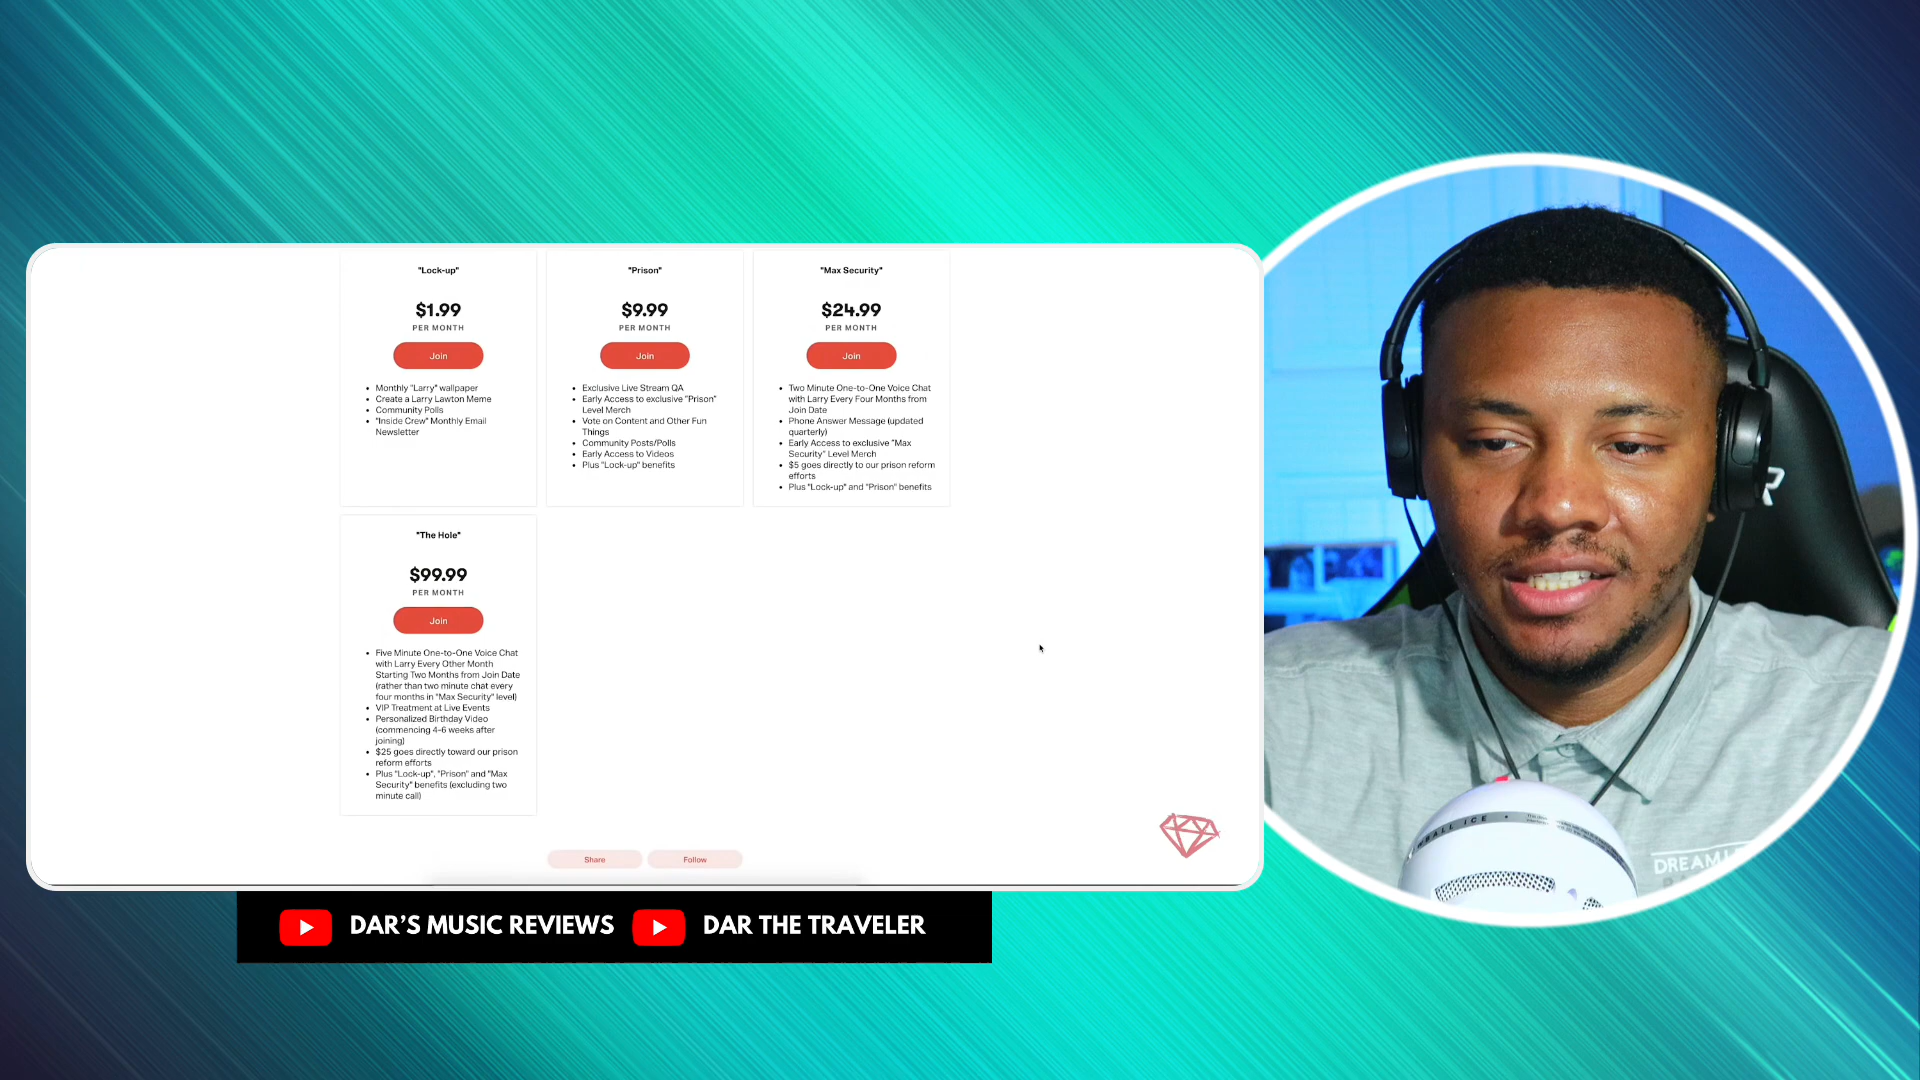 "Lock-up"
$1.99
PER MONTH
Join
• Monthly "Larry" wallpaper
• Create a Larry Lawton Meme
• Community Polls
• "Inside Crew" Monthly Email
Newsletter
"Prison"
$9.99
PER MONTH
Join
• Exclusive Live Stream QA
• Early Access to exclusive "Prison"
Level Merch
• Vote on Content and Other Fun
Things
• Community Posts/Polls
• Early Access to Videos
• Plus "Lock-up" benefits
"Max Security"
$24.99
PER MONTH
Join
• Two Minute One-to-One Voice Chat
with Larry Every Four Months from
Join Date
• Phone Answer Message (updated
quarterly)
• Early Access to exclusive "Max
Security" Level Merch
• $5 goes directly to our prison reform
efforts
• Plus "Lock-up" and "Prison" benefits
"The Hole"
$99.99
PER MONTH
Join
• Five Minute One-to-One Voice Chat
with Larry Every Other Month
Starting Two Months from Join Date
(rather than two minute chat every
four months in "Max Security" level)
• VIP Treatment at Live Events
• Personalized Birthday Video
(commencing 4-6 weeks after
joining)
• $25 goes directly toward our prison
reform efforts
• Plus "Lock-up", "Prison" and "Max
Security" benefits (excluding two
minute call)
Share
Follow
DAR'S MUSIC REVIEWS
DAR THE TRAVELER
R
ICE